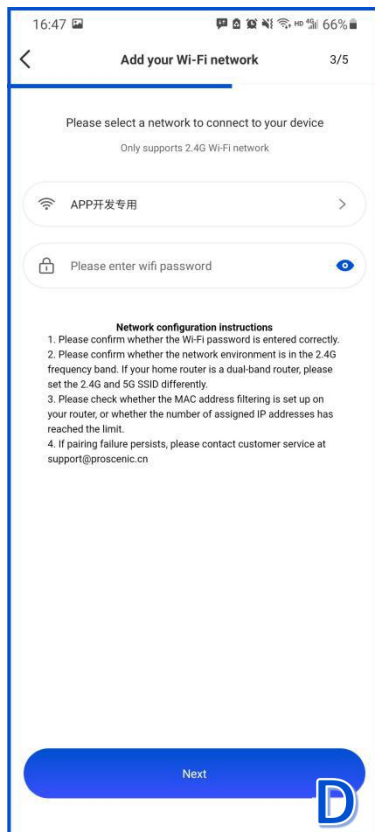 16:47 HD 4G 66%
Add your Wi-Fi network 3/5
Please select a network to connect to your device
Only supports 2.4G Wi-Fi network
APP开发专用
Please enter wifi password
Network configuration instructions
1. Please confirm whether the Wi-Fi password is entered correctly.
2. Please confirm whether the network environment is in the 2.4G
frequency band. If your home router is a dual-band router, please
set the 2.4G and 5G SSID differently.
3. Please check whether the MAC address filtering is set up on
your router, or whether the number of assigned IP addresses has
reached the limit.
4. If pairing failure persists, please contact customer service at
support@proscenic.cn
Next
D